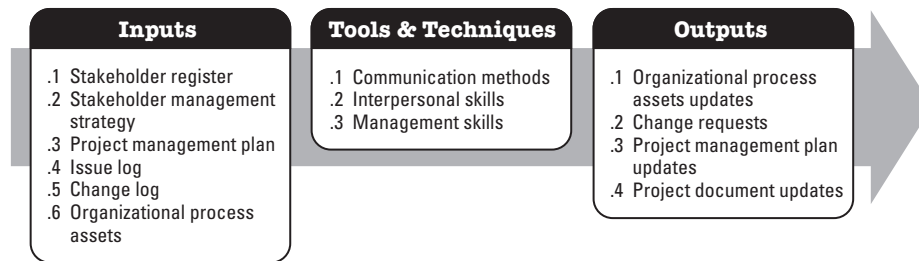 Inputs
.1 Stakeholder register
.2 Stakeholder management
strategy
.3 Project management plan
.4 Issue log
.5 Change log
.6 Organizational process
assets
Tools & Techniques
.1 Communication methods
.2 Interpersonal skills
.3 Management skills
Outputs
.1 Organizational process
assets updates
.2 Change requests
.3 Project management plan
updates
.4 Project document updates